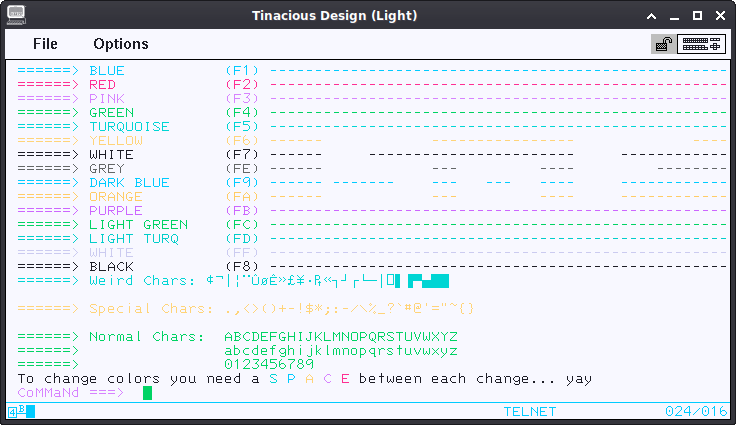 Tinacious Design (Light)
File Options
======> BLUE (F1) ----------------------------------------------------
======> RED (F2) ----------------------------------------------------
======> PINK (F3) ----------------------------------------------------
======> GREEN (F4) ----------------------------------------------------
======> TURQUOISE (F5) ----------------------------------------------------
======> YELLOW (F6) ------ ---------------- ----
======> WHITE (F7) ------ ------------------ ------------
======> GREY (FE) ------ --- ---- ------------
======> DARK BLUE (F9) ------ ------- --- --- ---- ------------
======> ORANGE (FA) ------ --- ---- ------------
======> PURPLE (FB) ----------------------------------------------------
======> LIGHT GREEN (FC) ----------------------------------------------------
======> LIGHT TURQ (FD) ----------------------------------------------------
======> WHITE (FF) ----------------------------------------------------
======> BLACK (F8) ----------------------------------------------------
======> Weird Chars: ¢¬|¦¨ÙøÊ»£¥·₧«┐┘┌└─│
======> Special Chars: .,<>()+-!$*;:-/\%_?`#@'="~{}
======> Normal Chars: ABCDEFGHIJKLMNOPQRSTUVWXYZ
======> abcdefghijklmnopqrstuvwxyz
======> 0123456789
To change colors you need a S P A C E between each change... yay
CoMMaNd ===>
4 B TELNET 024/016